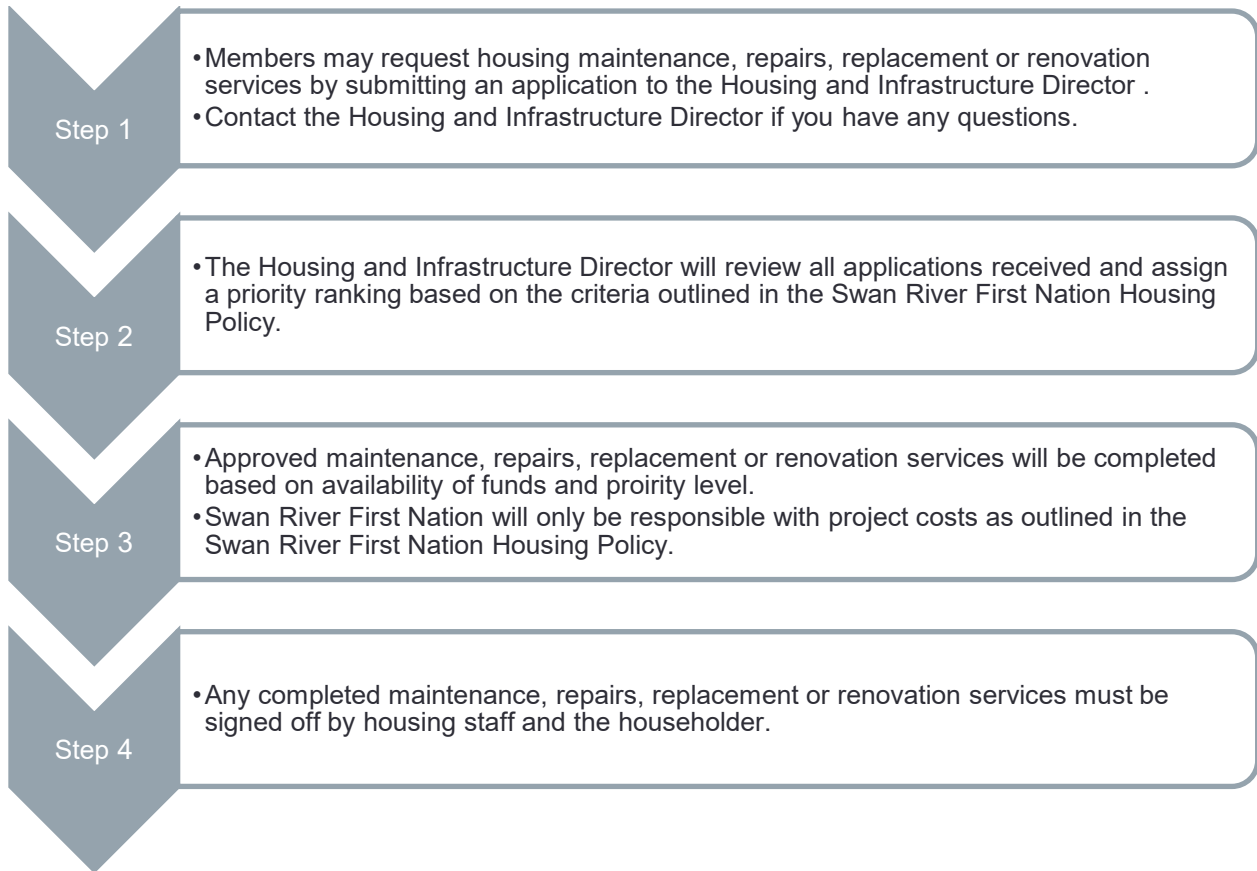 Step 1
•Members may request housing maintenance, repairs, replacement or renovation
services by submitting an application to the Housing and Infrastructure Director .
•Contact the Housing and Infrastructure Director if you have any questions.
Step 2
•The Housing and Infrastructure Director will review all applications received and assign
a priority ranking based on the criteria outlined in the Swan River First Nation Housing
Policy.
Step 3
•Approved maintenance, repairs, replacement or renovation services will be completed
based on availability of funds and proirity level.
•Swan River First Nation will only be responsible with project costs as outlined in the
Swan River First Nation Housing Policy.
Step 4
•Any completed maintenance, repairs, replacement or renovation services must be
signed off by housing staff and the householder.